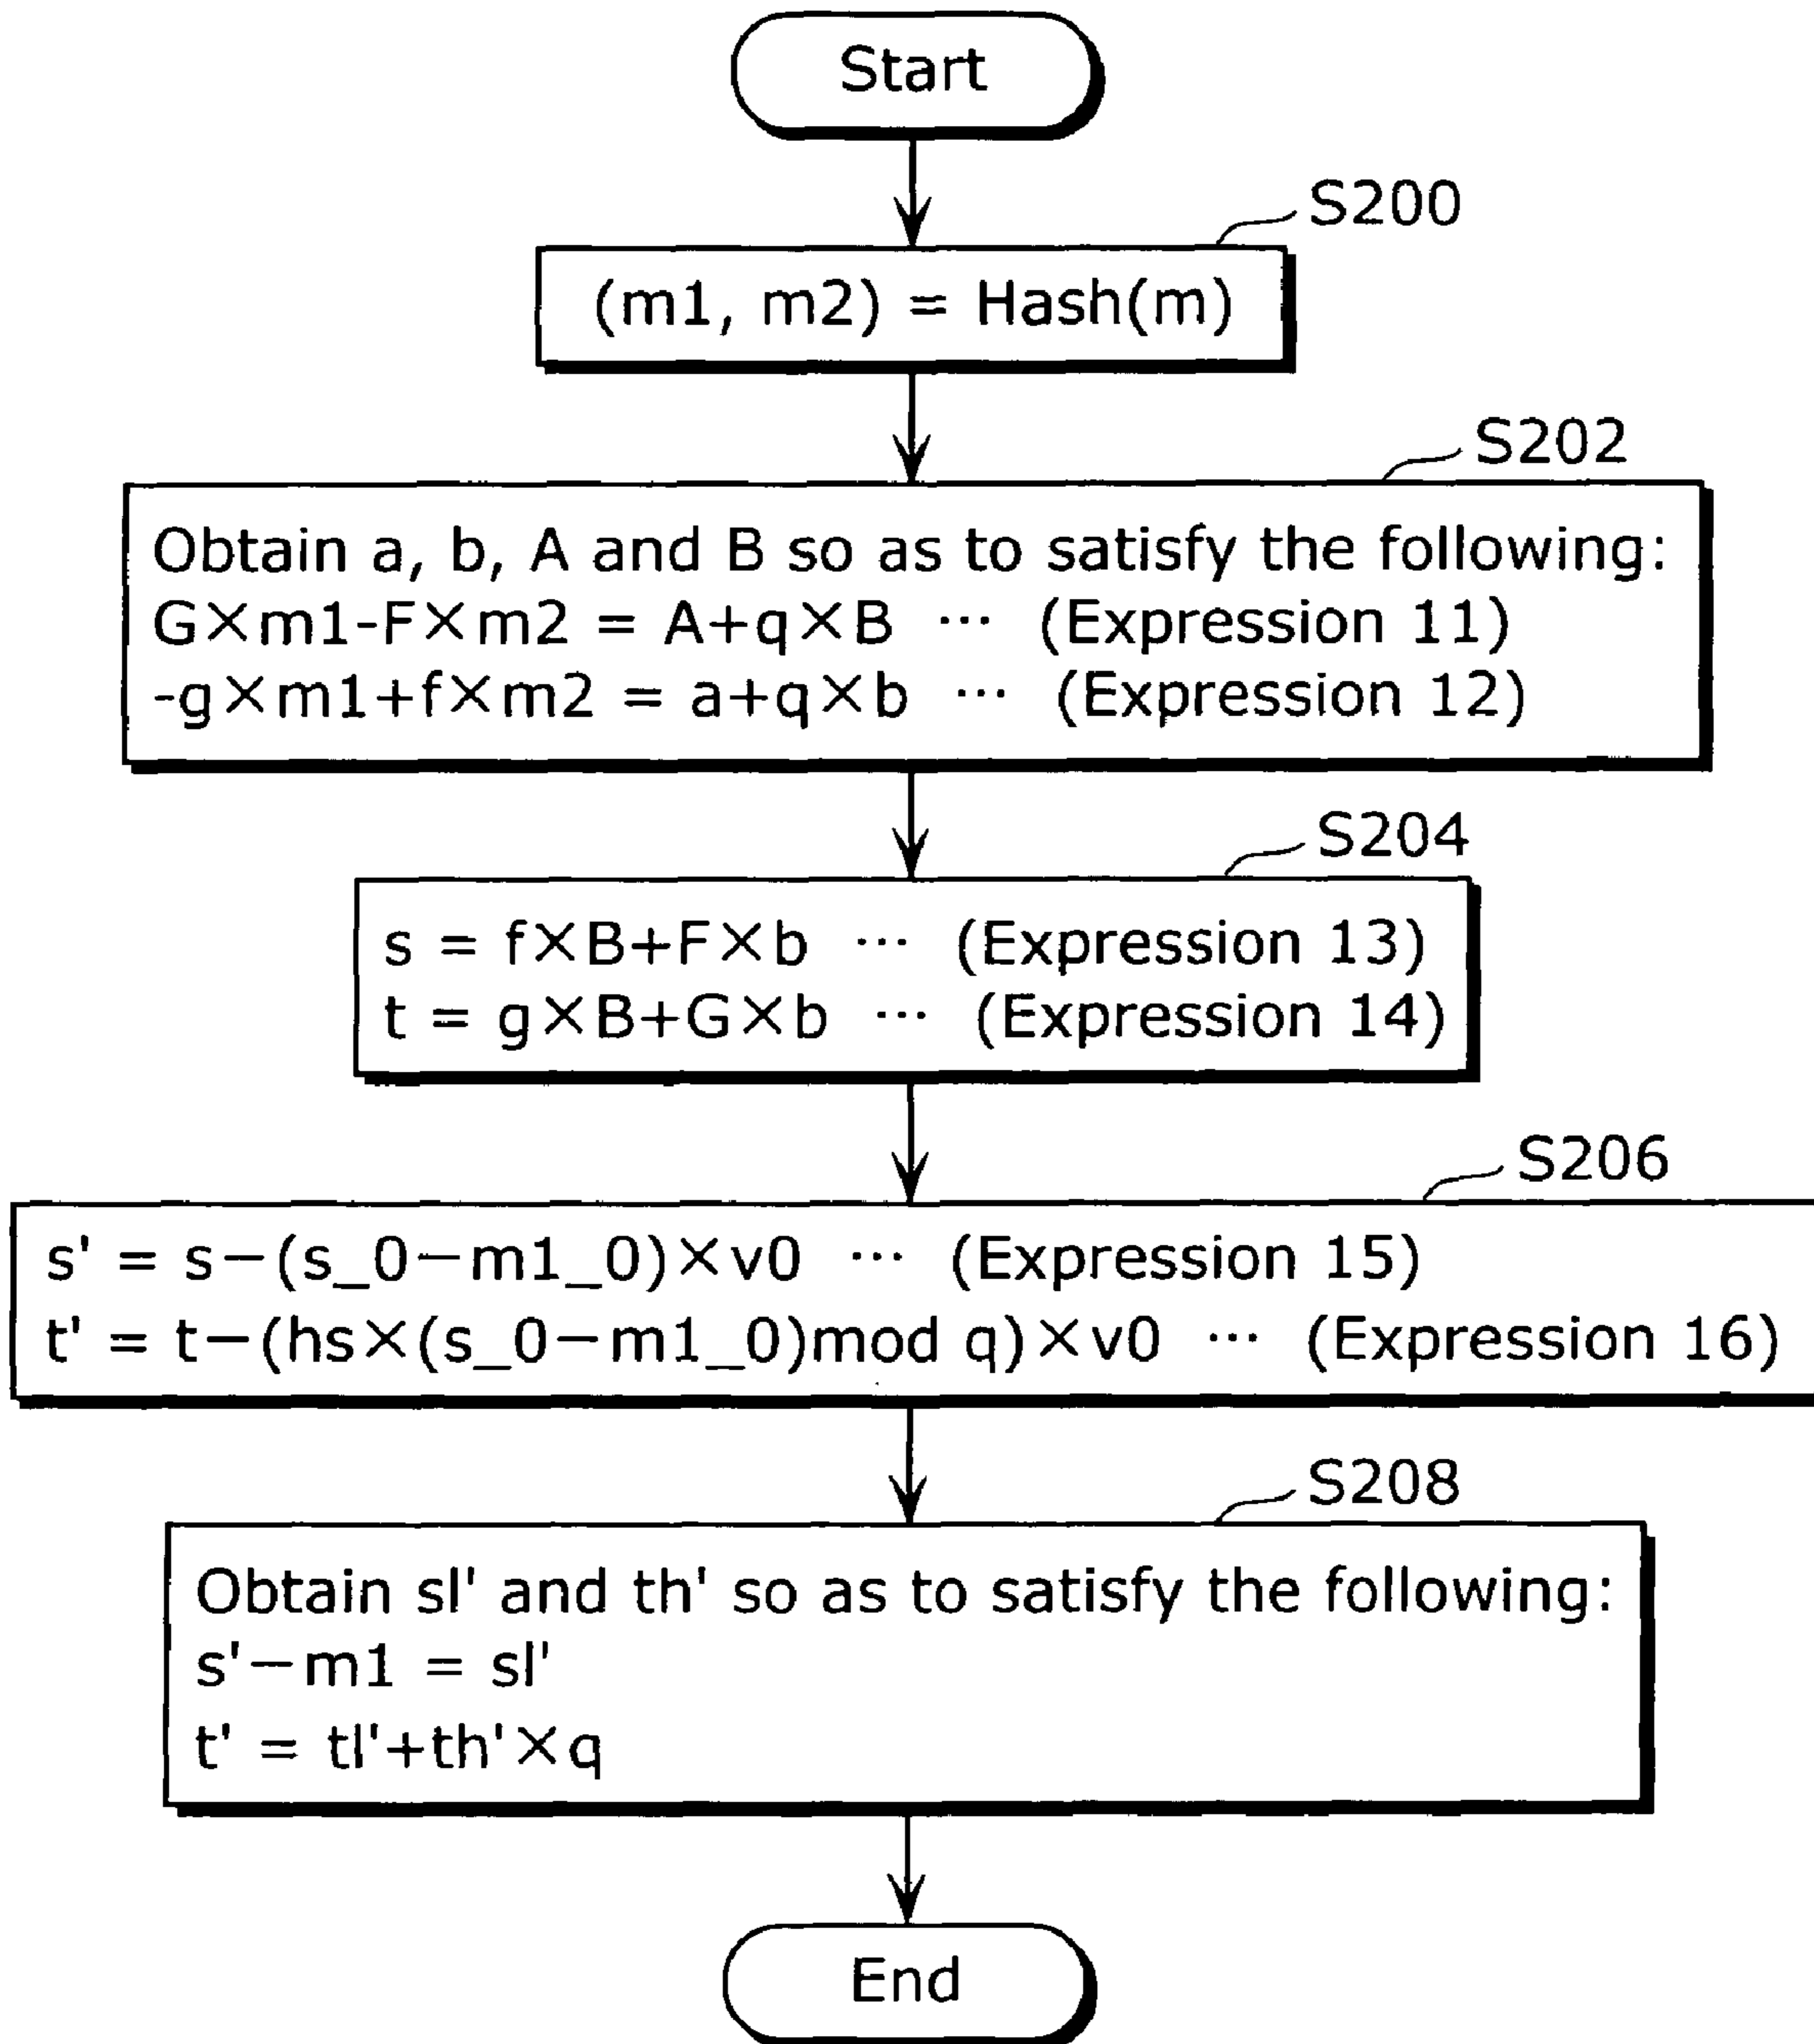 Start
S200
(m1, m2) = Hash(m)
S202
Obtain a, b, A and B so as to satisfy the following:
G×m1-F×m2 = A+q×B ··· (Expression 11)
-g×m1+f×m2 = a+q×b ··· (Expression 12)
S204
s = f×B+F×b ··· (Expression 13)
t = g×B+G×b ··· (Expression 14)
S206
s' = s−(s_0−m1_0)×v0 ··· (Expression 15)
t' = t−(hs×(s_0−m1_0)mod q)×v0 ··· (Expression 16)
S208
Obtain sl' and th' so as to satisfy the following:
s'−m1 = sl'
t' = tl'+th'×q
End